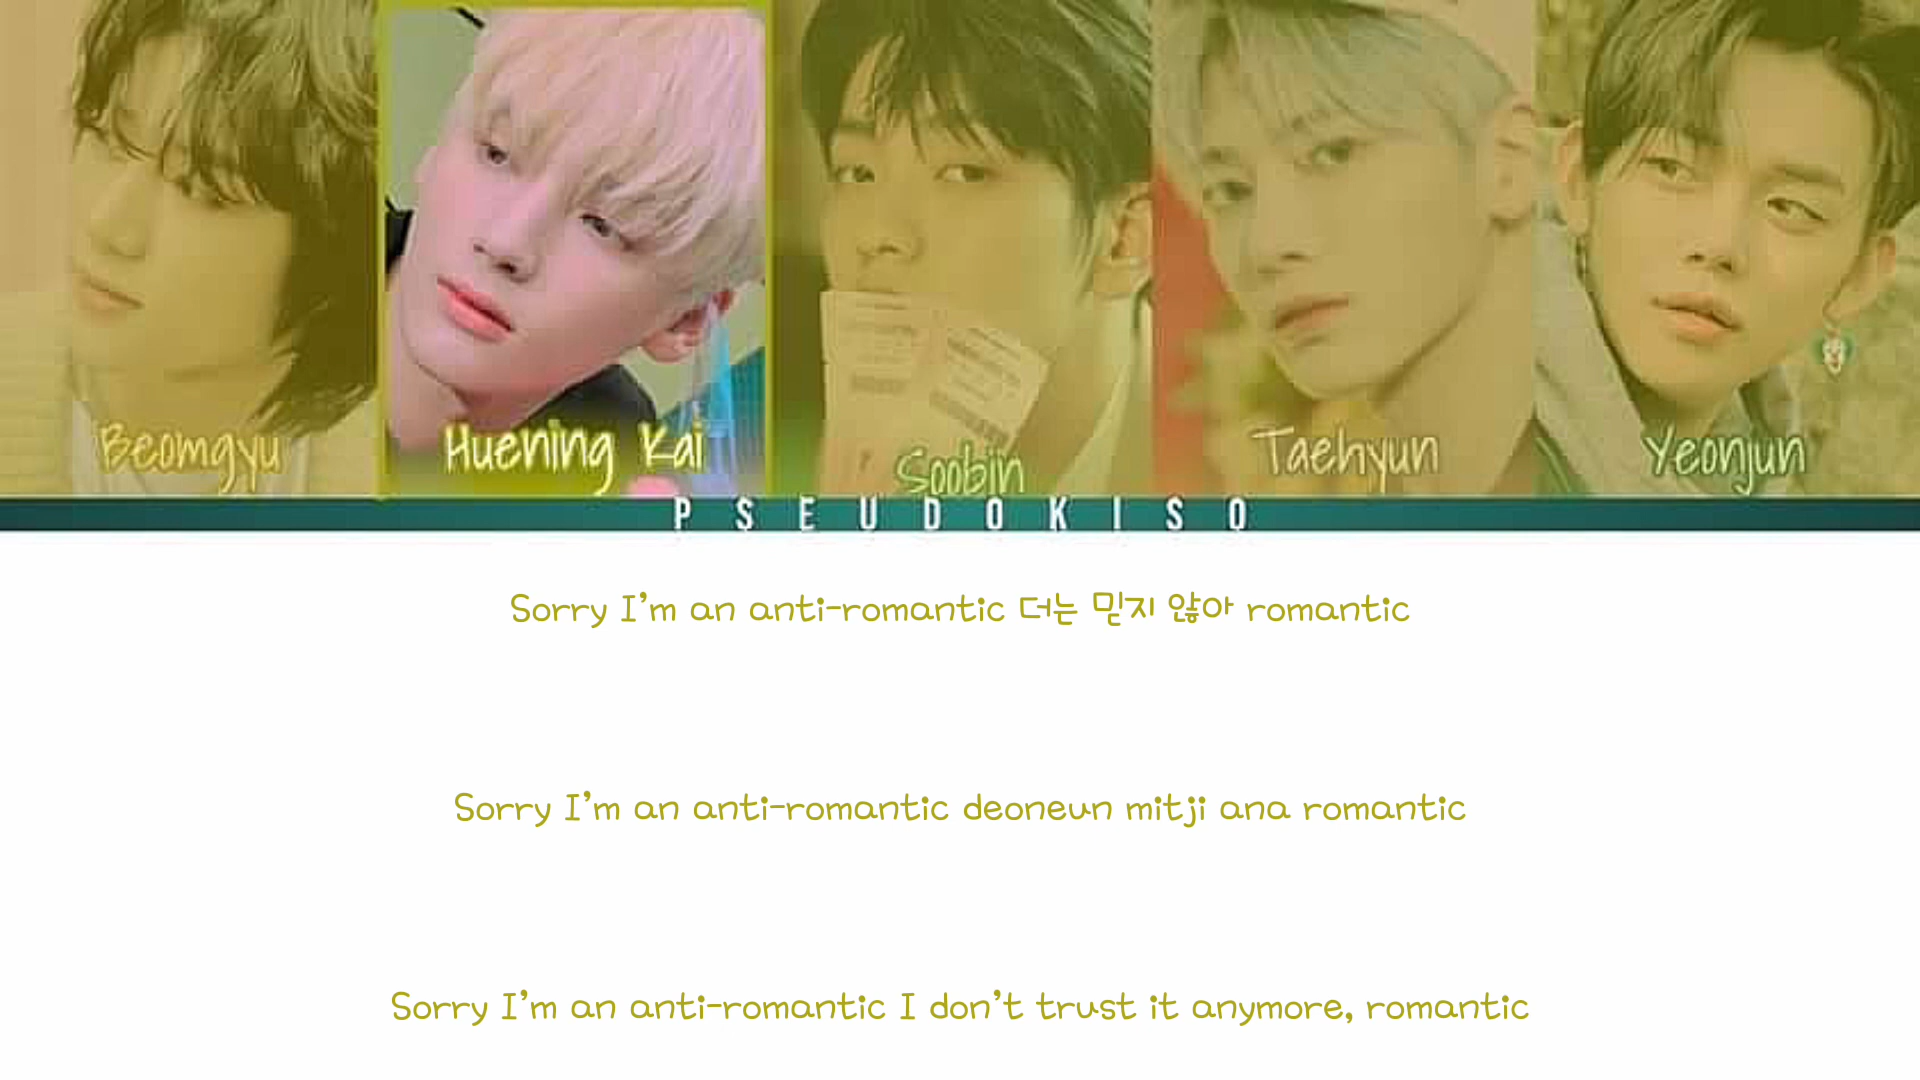 Beomgyu
Huening Kai
Soobin
Taehyun
Yeonjun
PSEUDOKISO
Sorry I'm an anti-romantic 더는 믿지 않아 romantic
Sorry I'm an anti-romantic deoneun mitji ana romantic
Sorry I'm an anti-romantic I don't trust it anymore, romantic